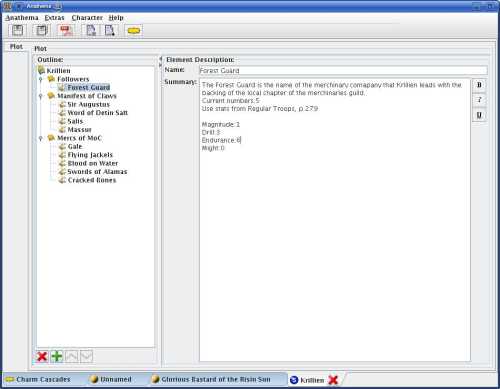 Anathema
Anathema Extras Character Help
Plot
Plot
Outline:
Krillien
Followers
Forest Guard
Manifest of Claws
Sir Augustus
Word of Detin Satt
Salis
Massur
Mercs of MoC
Gale
Flying Jackels
Blood on Water
Swords of Alamas
Cracked Bones
Element Description:
Name: Forest Guard
Summary: The Forest Guard is the name of the merchinary comapany that Krillien leads with the
backing of the local chapter of the merchinaries guild.
Current numbers:5
Use stats from Regular Troops, p.279
Magnitude:1
Drill:3
Endurance:6
Might:0
B
I
U
Charm Cascades
Unnamed
Glorious Bastard of the Risin Sun
Krillien